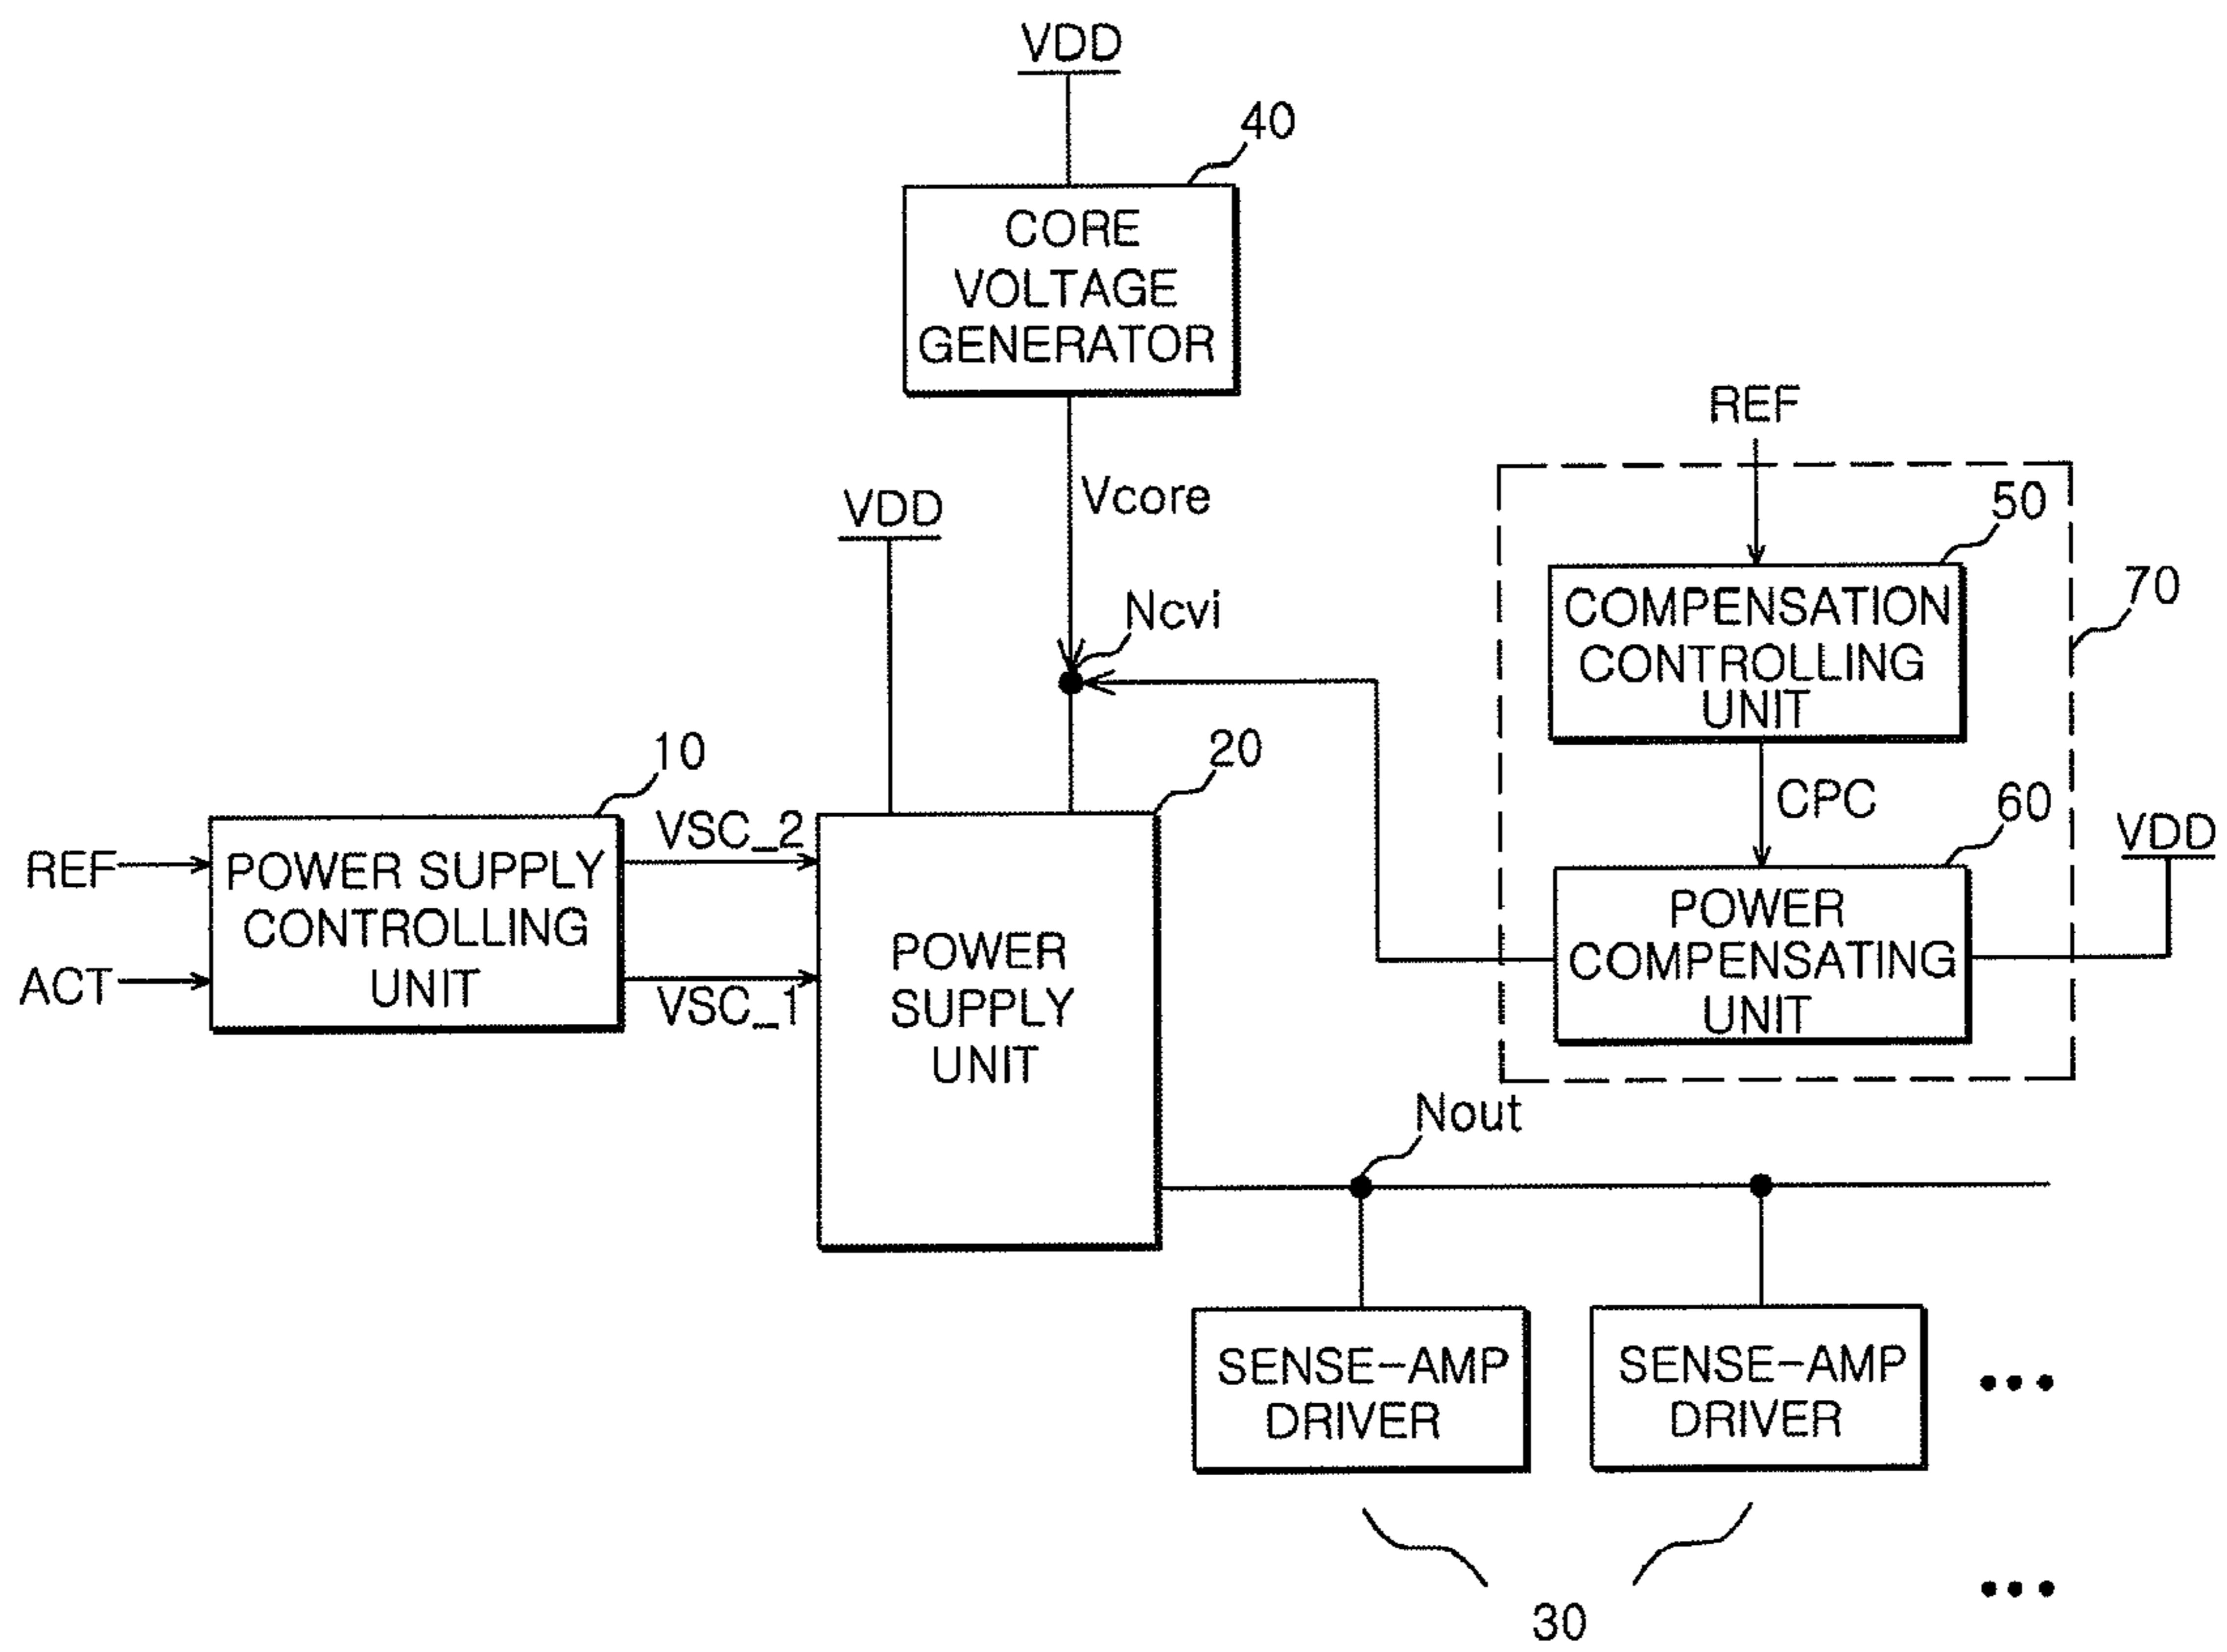 VDD
40
CORE
VOLTAGE
GENERATOR
REF
Vcore
50
VDD
COMPENSATION
CONTROLLING
UNIT
70
Ncvi
10
20
CPC
60
VDD
VSC_2
REF
POWER SUPPLY
CONTROLLING
UNIT
ACT
VSC_1
POWER
SUPPLY
UNIT
POWER
COMPENSATING
UNIT
Nout
SENSE-AMP
DRIVER
SENSE-AMP
DRIVER
•••
30
•••